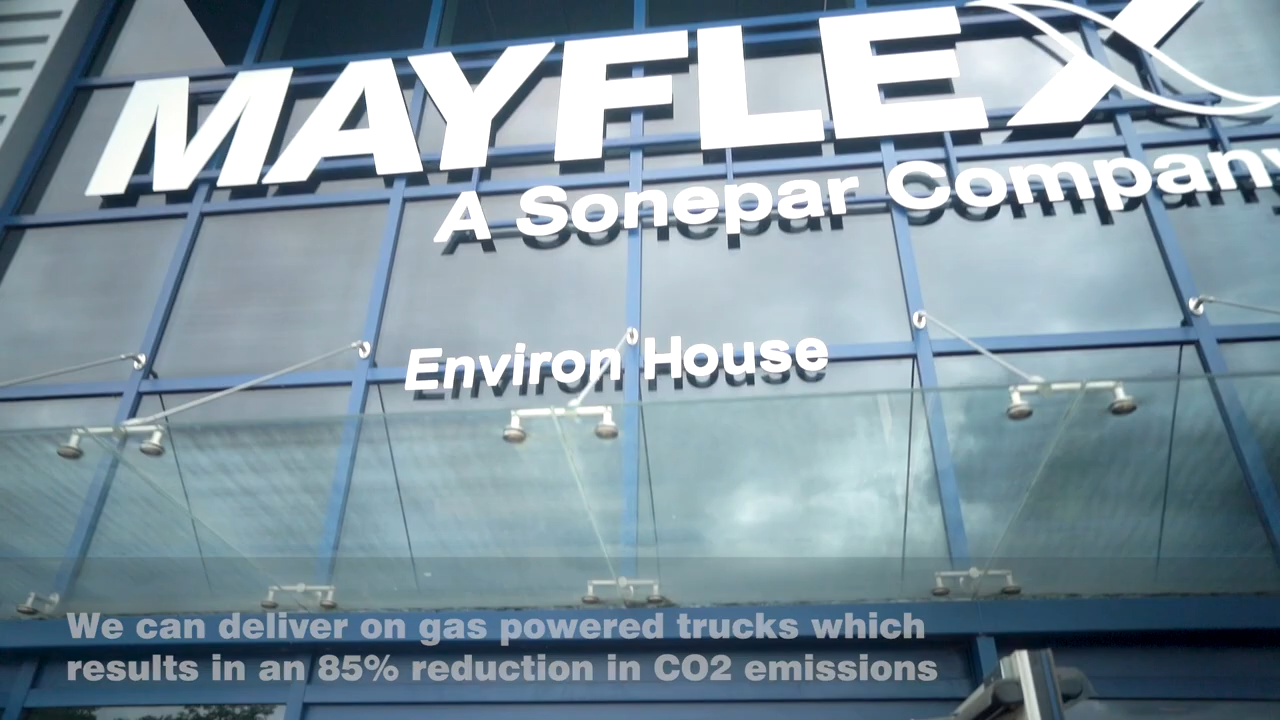 MAYFLEX
A Sonepar Company
Environ House
We can deliver on gas powered trucks which
results in an 85% reduction in CO2 emissions